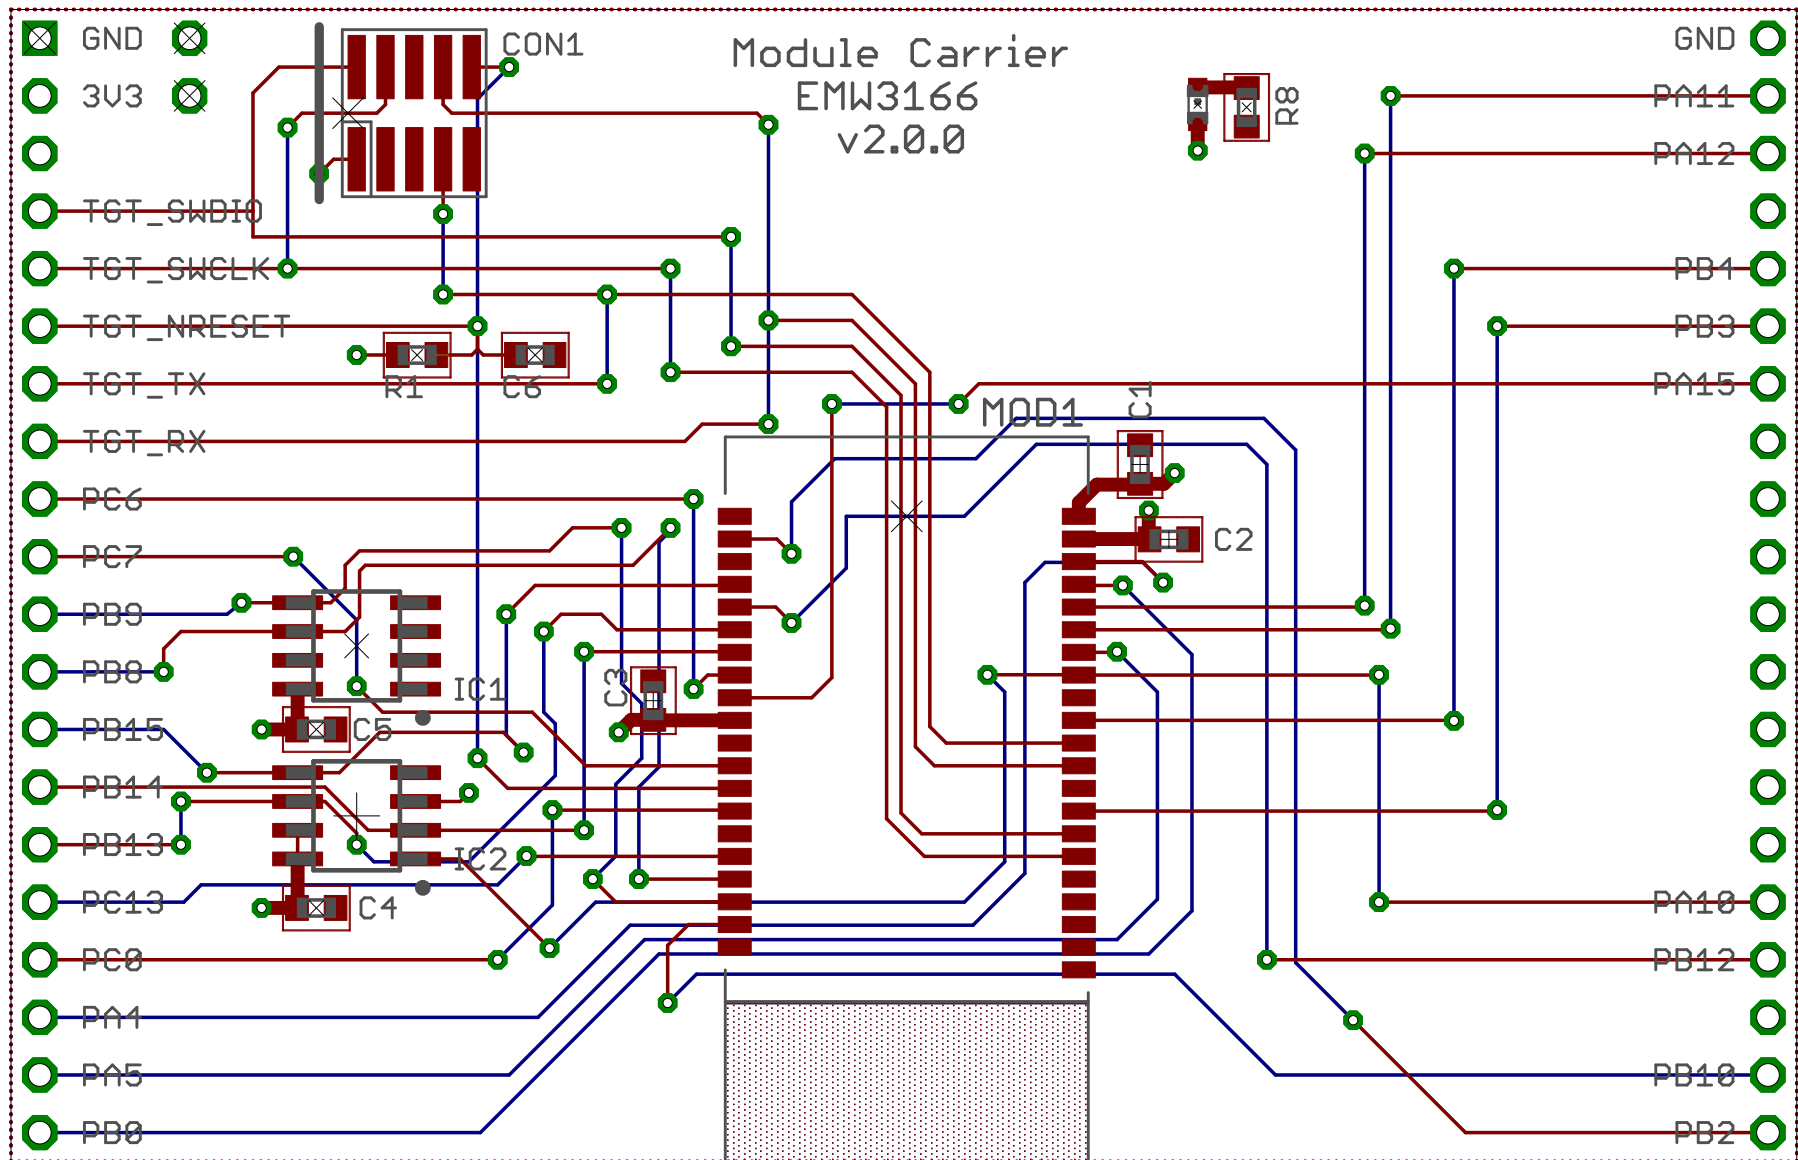 GND
3V3
TGT_SWDIO
TGT_SWCLK
TGT_NRESET
TGT_TX
TGT_RX
PC6
PC7
PB9
PB8
PB15
PB14
PB13
PC13
PC0
PA4
PA5
PB0
CON1
R1
C6
IC1
C5
IC2
C4
C3
Module Carrier
EMW3166
v2.0.0
MOD1
C1
C2
R8
GND
PA11
PA12
PB4
PB3
PA15
PA10
PB12
PB10
PB2